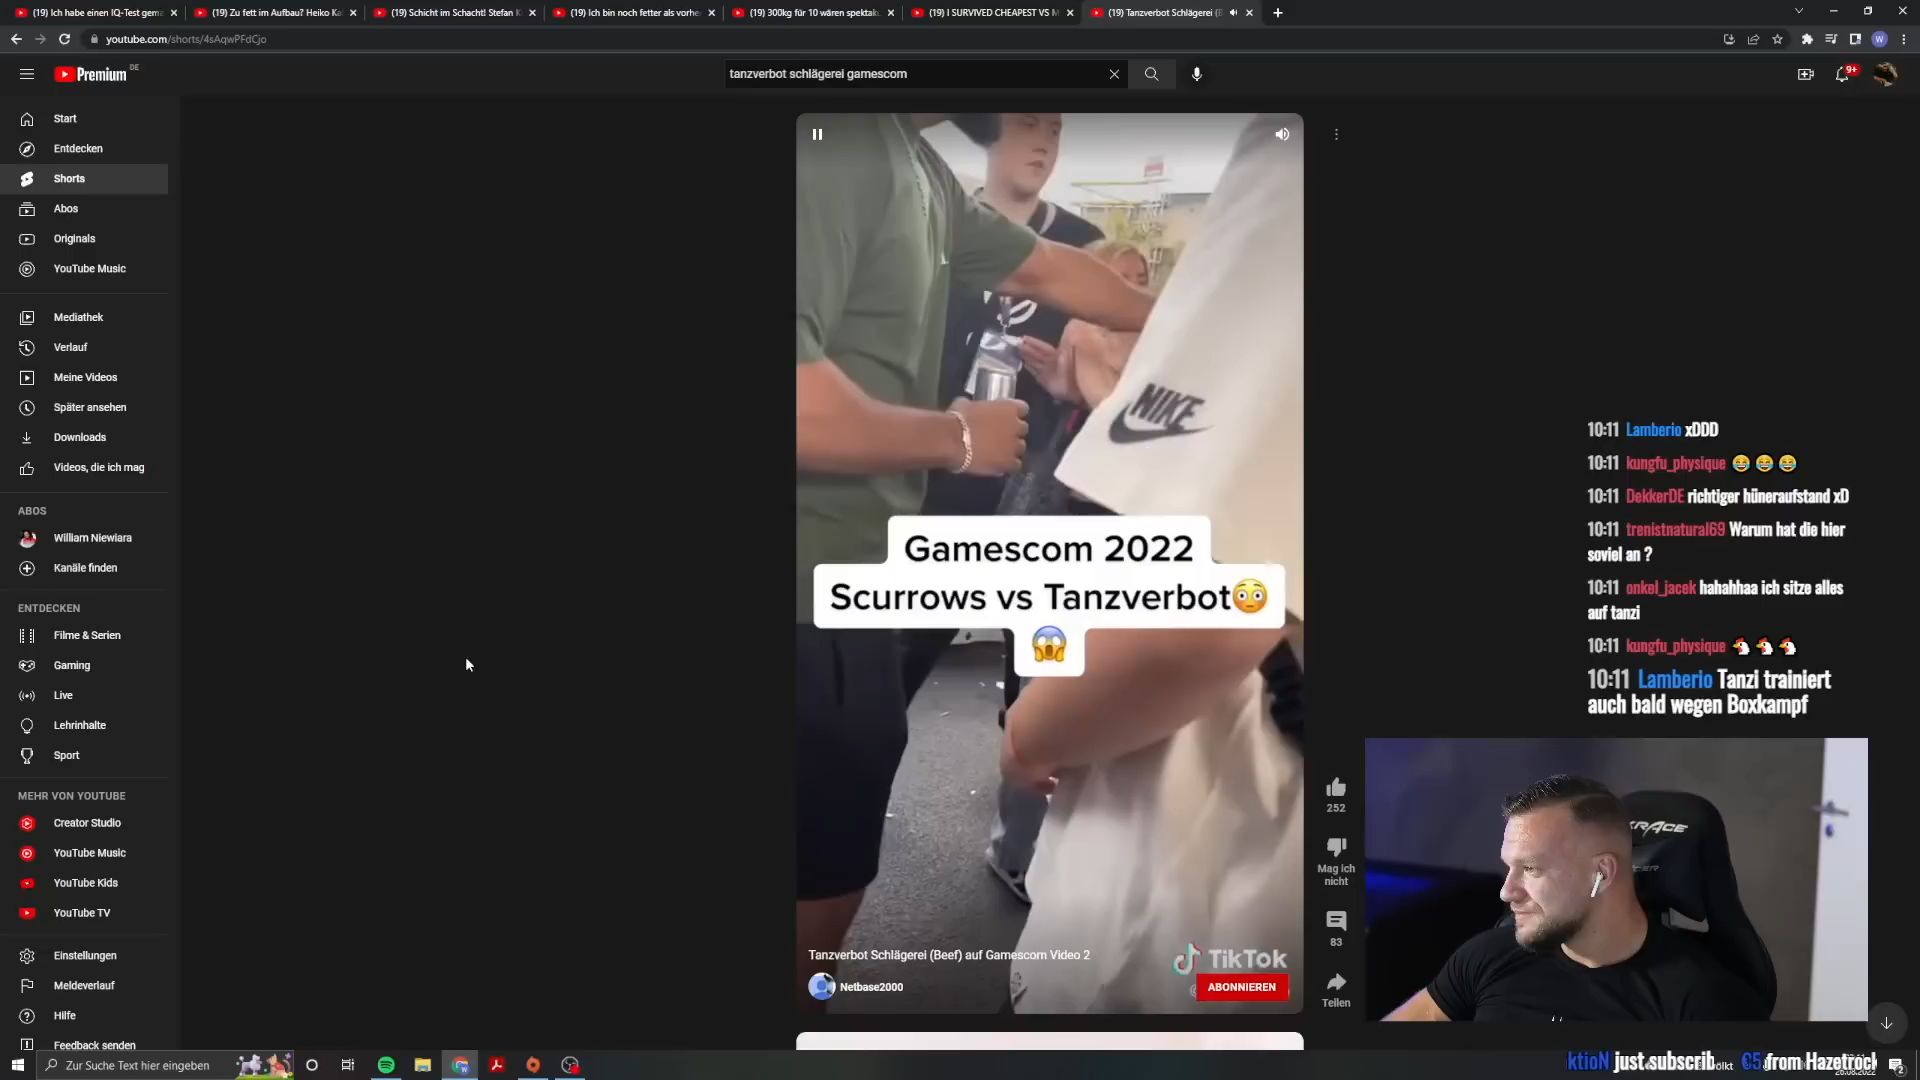 (19) Ich habe einen IQ-Test gema
(19) Zu fett im Aufbau? Heiko Ka
(19) Schicht im Schacht! Stefan K
(19) Ich bin noch fetter als vorhe
(19) 300kg für 10 wären spektaku
(19) I SURVIVED CHEAPEST VS M
(19) Tanzverbot Schlägerei (B
youtube.com/shorts/4sAqwPFdCjo
W
Premium DE
tanzverbot schlägerei gamescom
9+
Start
Entdecken
Shorts
Abos
Originals
YouTube Music
Mediathek
Verlauf
Meine Videos
Später ansehen
Downloads
Videos, die ich mag
ABOS
William Niewiara
Kanäle finden
ENTDECKEN
Filme & Serien
Gaming
Live
Lehrinhalte
Sport
MEHR VON YOUTUBE
Creator Studio
YouTube Music
YouTube Kids
YouTube TV
Einstellungen
Meldeverlauf
Hilfe
Feedback senden
NIKE
Gamescom 2022
Scurrows vs Tanzverbot😳
😱
Tanzverbot Schlägerei (Beef) auf Gamescom Video 2
TikTok
Netbase2000
ABONNIEREN
252
Mag ich
nicht
83
Teilen
10:11 Lamberio xDDD
10:11 kungfu_physique 😂😂😂
10:11 DekkerDE richtiger hüneraufstand xD
10:11 trenistnatural69 Warum hat die hier
soviel an ?
10:11 onkel_jacek hahahhaa ich sitze alles
auf tanzi
10:11 kungfu_physique 🐔🐔🐔
10:11 Lamberio Tanzi trainiert
auch bald wegen Boxkampf
Zur Suche Text hier eingeben
ktioN just subscrib
€5 from Hazetrock
2